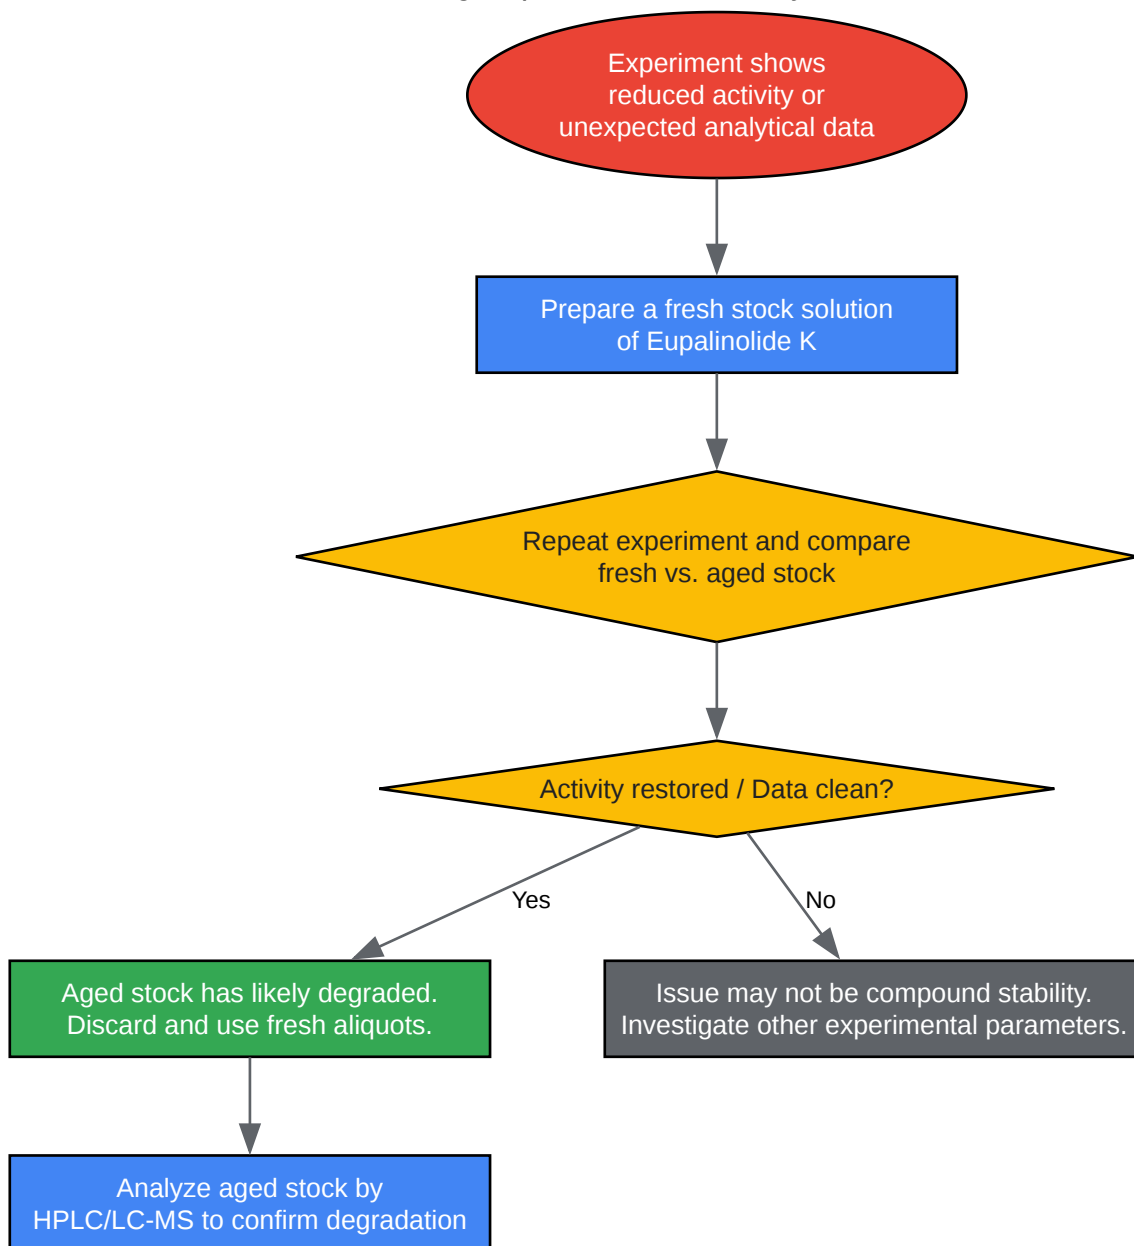 Experiment shows
reduced activity or
unexpected analytical data
Prepare a fresh stock solution
of Eupalinolide K
Repeat experiment and compare
fresh vs. aged stock
Activity restored / Data clean?
Yes
No
Aged stock has likely degraded.
Discard and use fresh aliquots.
Issue may not be compound stability.
Investigate other experimental parameters.
Analyze aged stock by
HPLC/LC-MS to confirm degradation